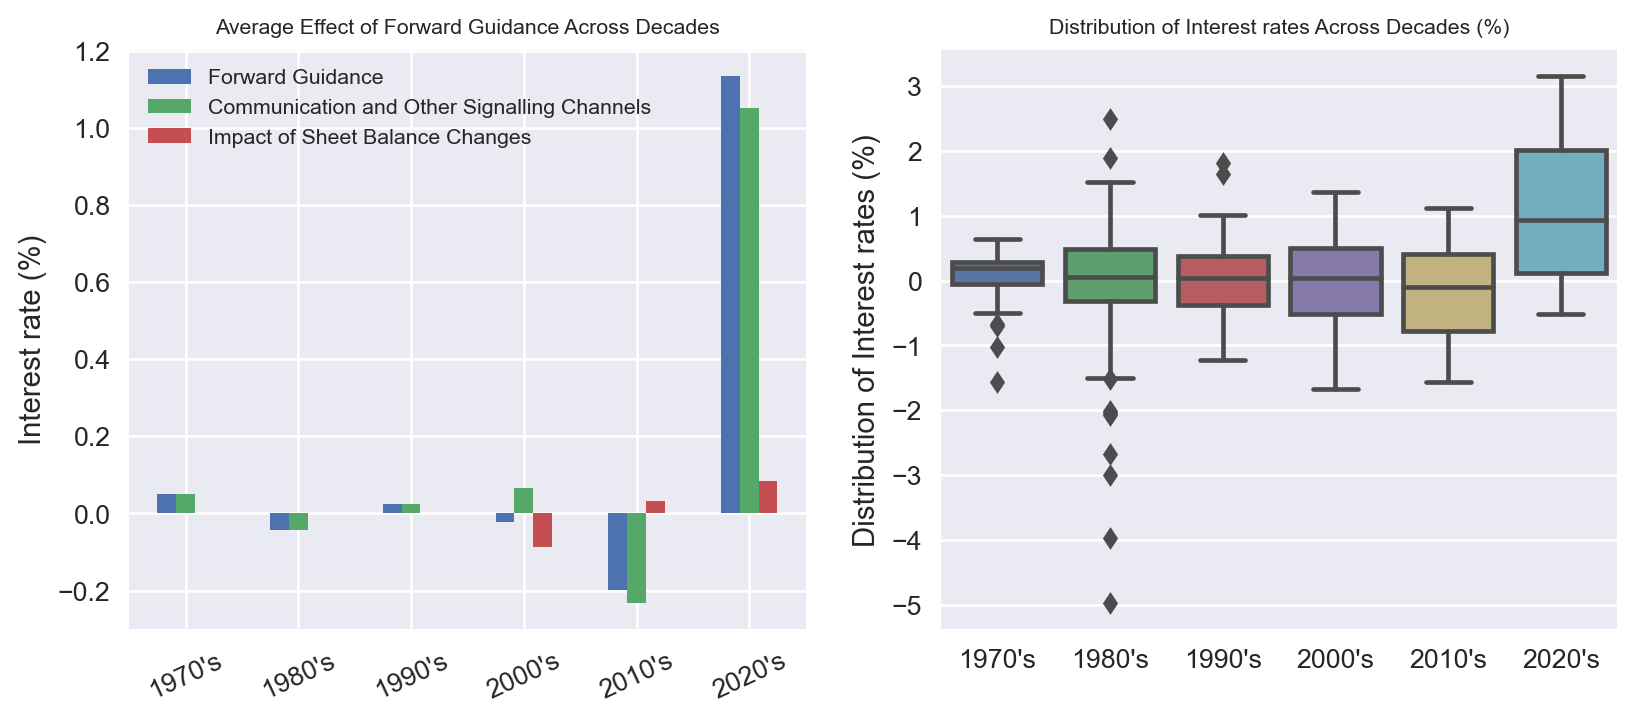 Average Effect of Forward Guidance Across Decades
Forward Guidance
Communication and Other Signalling Channels
Impact of Sheet Balance Changes
Interest rate (%)
1.2
1.0
0.8
0.6
0.4
0.2
0.0
−0.2
1970's
1980's
1990's
2000's
2010's
2020's
Distribution of Interest rates Across Decades (%)
Distribution of Interest rates (%)
3
2
1
0
−1
−2
−3
−4
−5
1970's
1980's
1990's
2000's
2010's
2020's